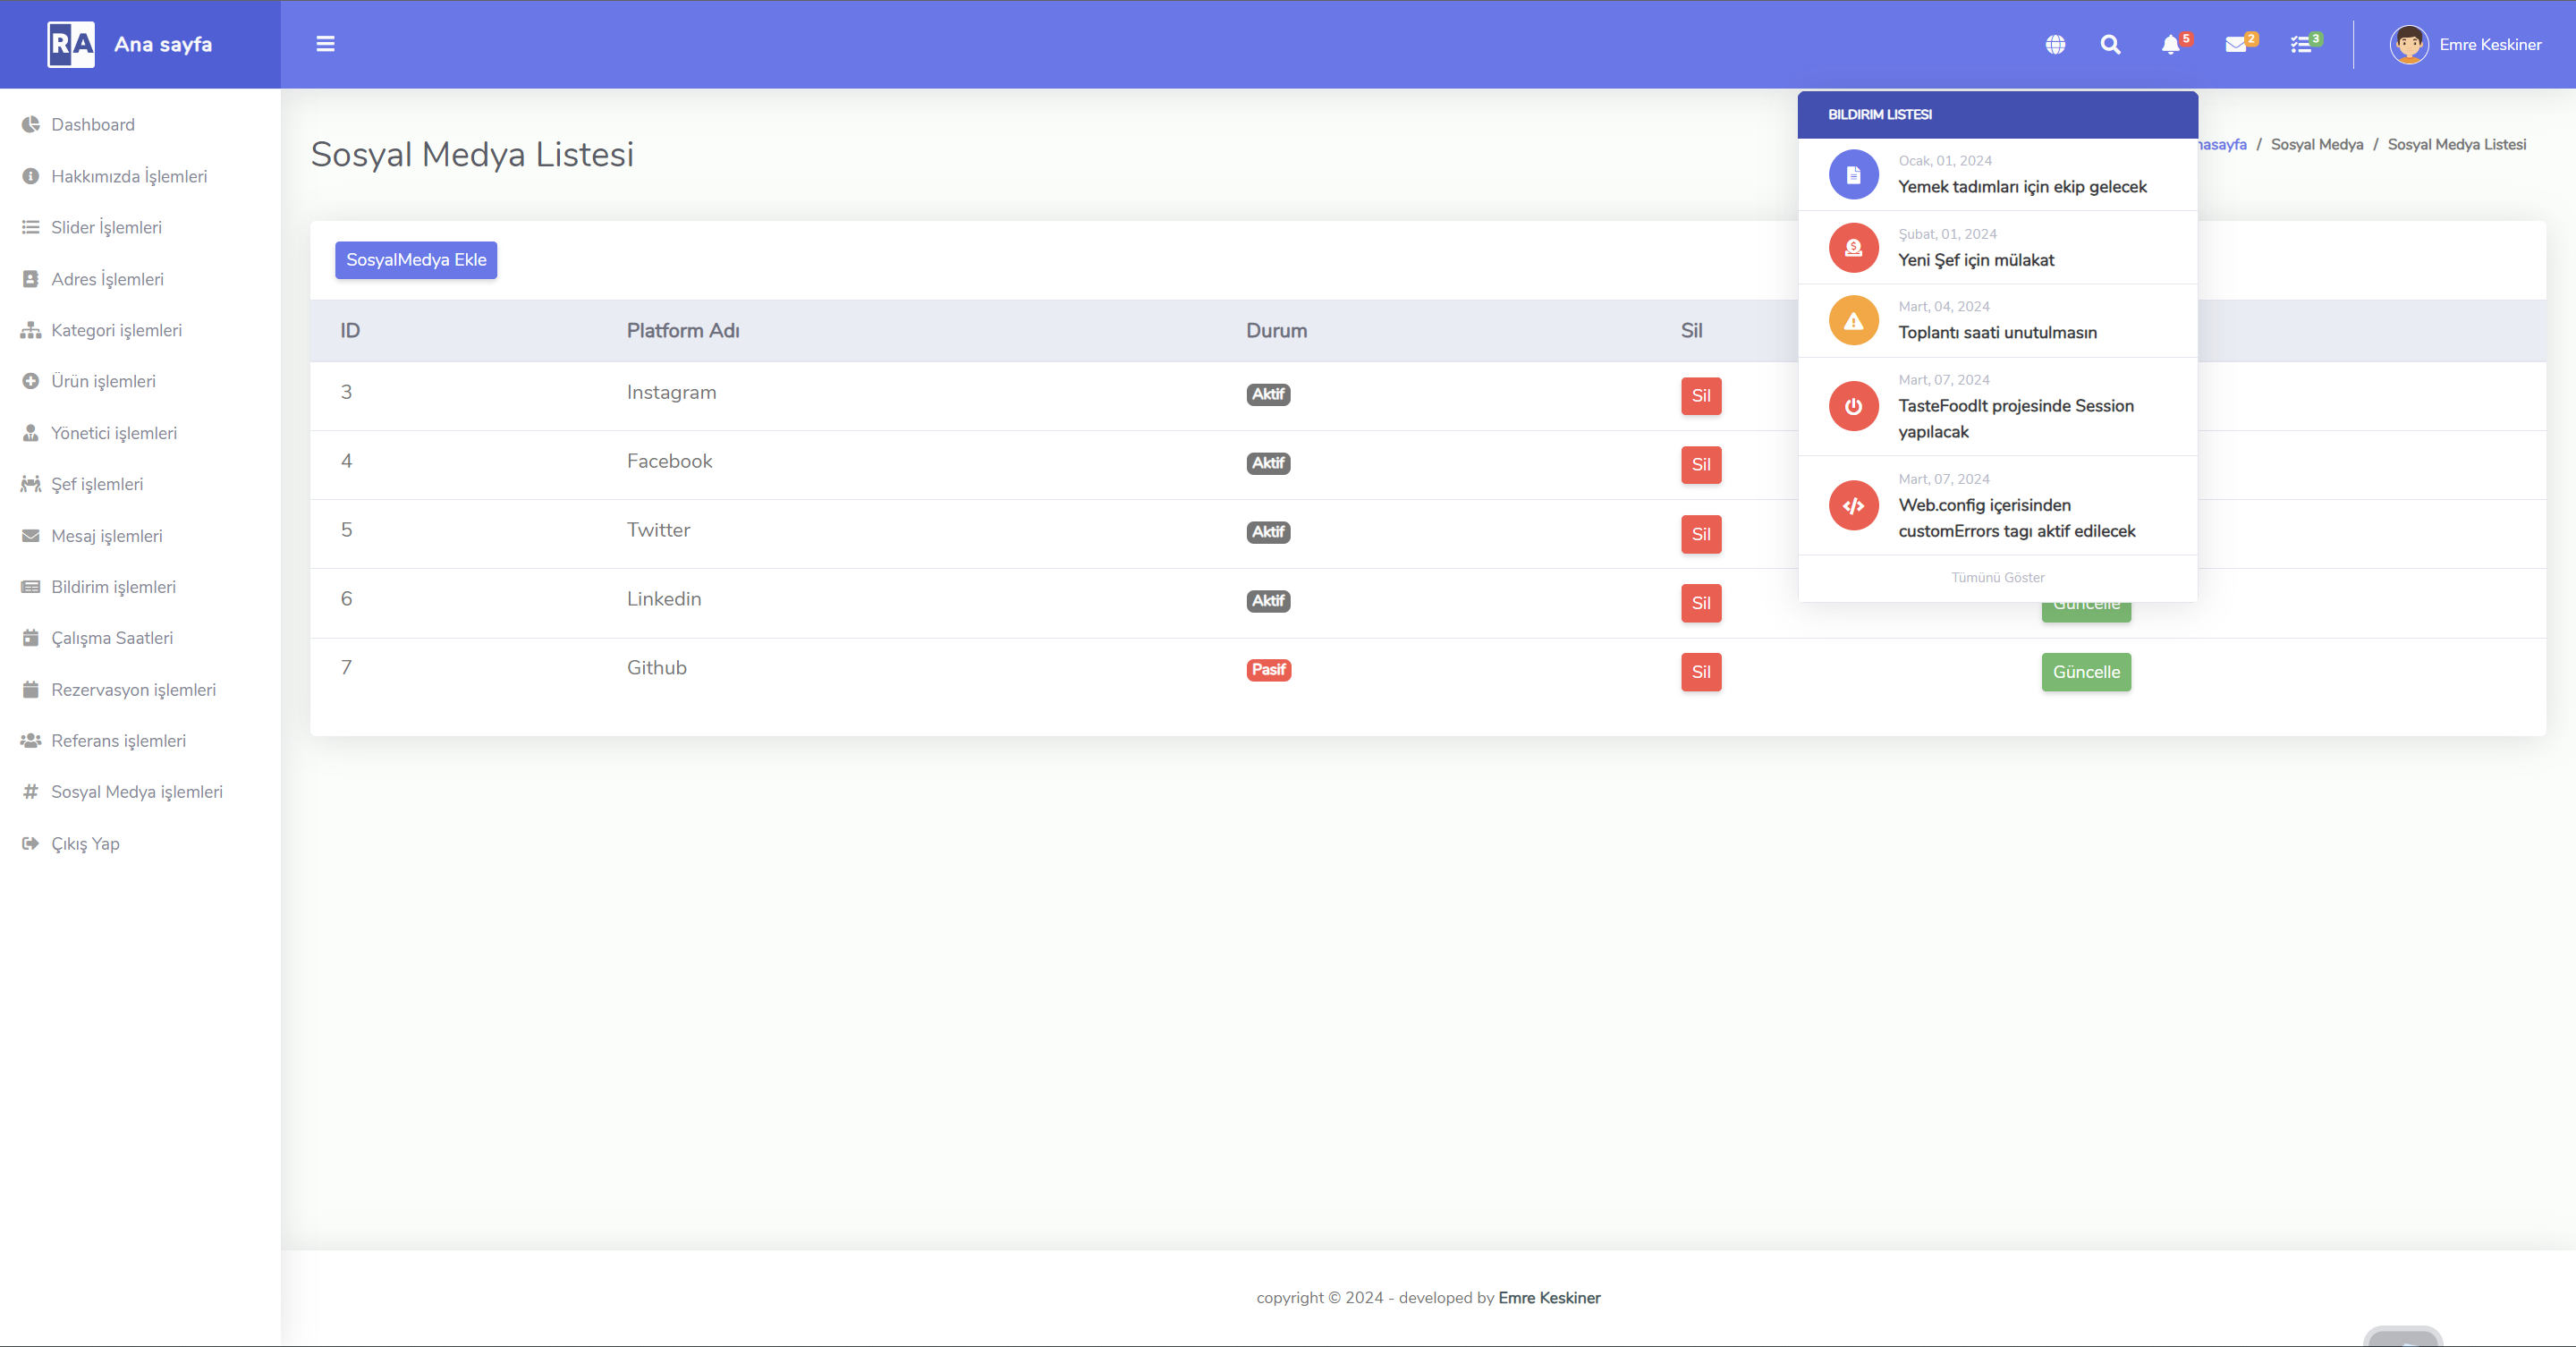 RA Ana sayfa
5 2 3 Emre Keskiner
Dashboard
Hakkımızda İşlemleri
Slider İşlemleri
Adres İşlemleri
Kategori işlemleri
Ürün işlemleri
Yönetici işlemleri
Şef işlemleri
Mesaj işlemleri
Bildirim işlemleri
Çalışma Saatleri
Rezervasyon işlemleri
Referans işlemleri
Sosyal Medya işlemleri
Çıkış Yap
Sosyal Medya Listesi
nasayfa / Sosyal Medya / Sosyal Medya Listesi
SosyalMedya Ekle
ID Platform Adı Durum Sil
3 Instagram Aktif Sil
4 Facebook Aktif Sil
5 Twitter Aktif Sil
6 Linkedin Aktif Sil Güncelle
7 Github Pasif Sil Güncelle
BILDIRIM LISTESI
Ocak, 01, 2024
Yemek tadımları için ekip gelecek
Şubat, 01, 2024
Yeni Şef için mülakat
Mart, 04, 2024
Toplantı saati unutulmasın
Mart, 07, 2024
TasteFoodIt projesinde Session
yapılacak
Mart, 07, 2024
Web.config içerisinden
customErrors tagı aktif edilecek
Tümünü Göster
copyright © 2024 - developed by Emre Keskiner